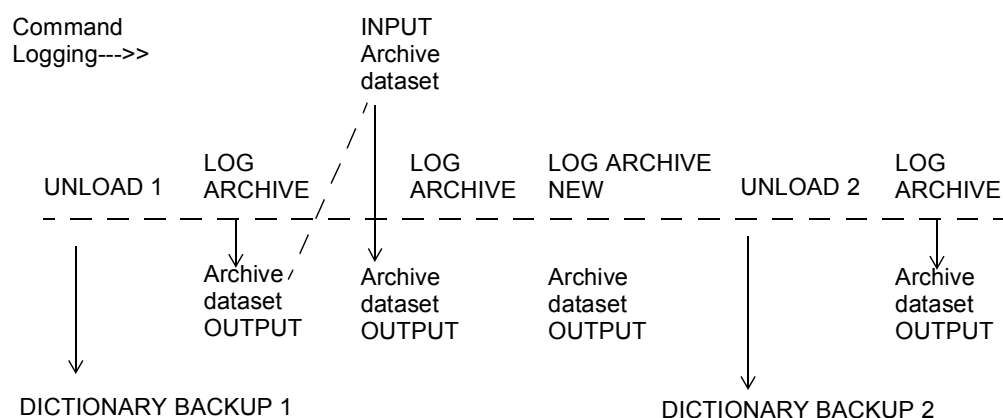 Command
Logging--->>
INPUT
Archive
dataset
UNLOAD 1
LOG
ARCHIVE
LOG
ARCHIVE
LOG ARCHIVE
NEW
UNLOAD 2
LOG
ARCHIVE
Archive
dataset
OUTPUT
Archive
dataset
OUTPUT
Archive
dataset
OUTPUT
Archive
dataset
OUTPUT
DICTIONARY BACKUP 1
DICTIONARY BACKUP 2